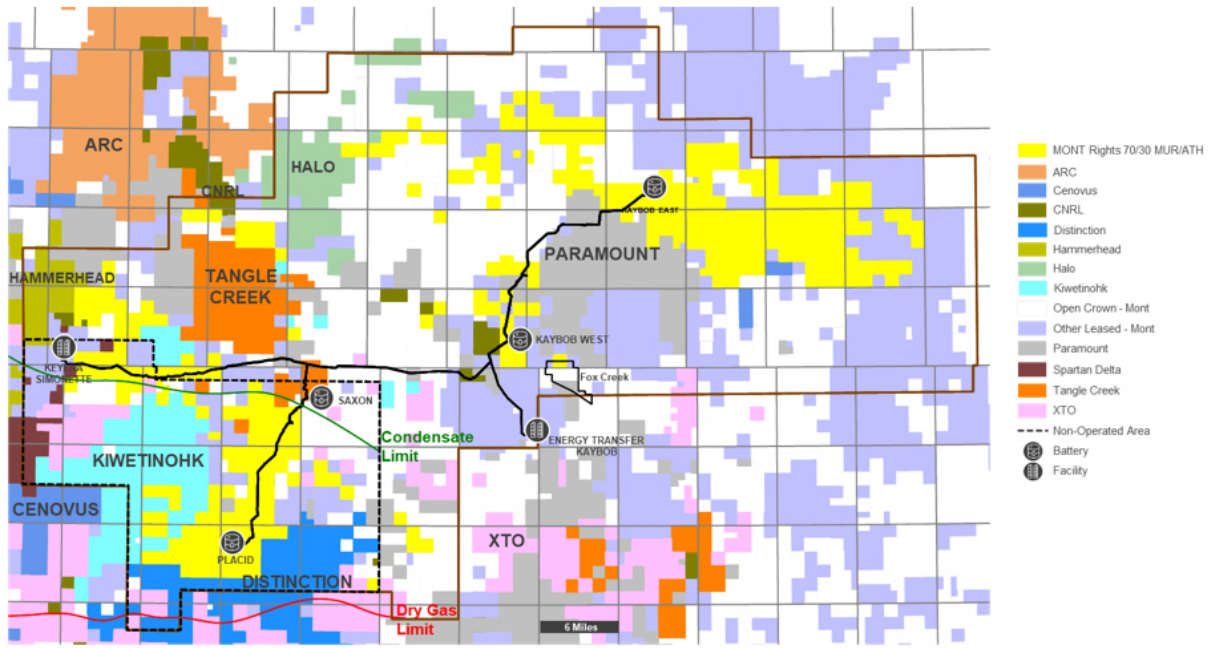 ARC
CNRL
HALO
KAYBOB EAST
PARAMOUNT
HAMMERHEAD
TANGLE
CREEK
KAYBOB WEST
KEYERA
SIMONETTE
Fox Creek
SAXON
Condensate
Limit
ENERGY TRANSFER
KAYBOB
KIWETINOHK
CENOVUS
XTO
PLACID
DISTINCTION
Dry Gas
Limit
6 Miles
MONT Rights 70/30 MUR/ATH
ARC
Cenovus
CNRL
Distinction
Hammerhead
Halo
Kiwetinohk
Open Crown - Mont
Other Leased - Mont
Paramount
Spartan Delta
Tangle Creek
XTO
Non-Operated Area
Battery
Facility